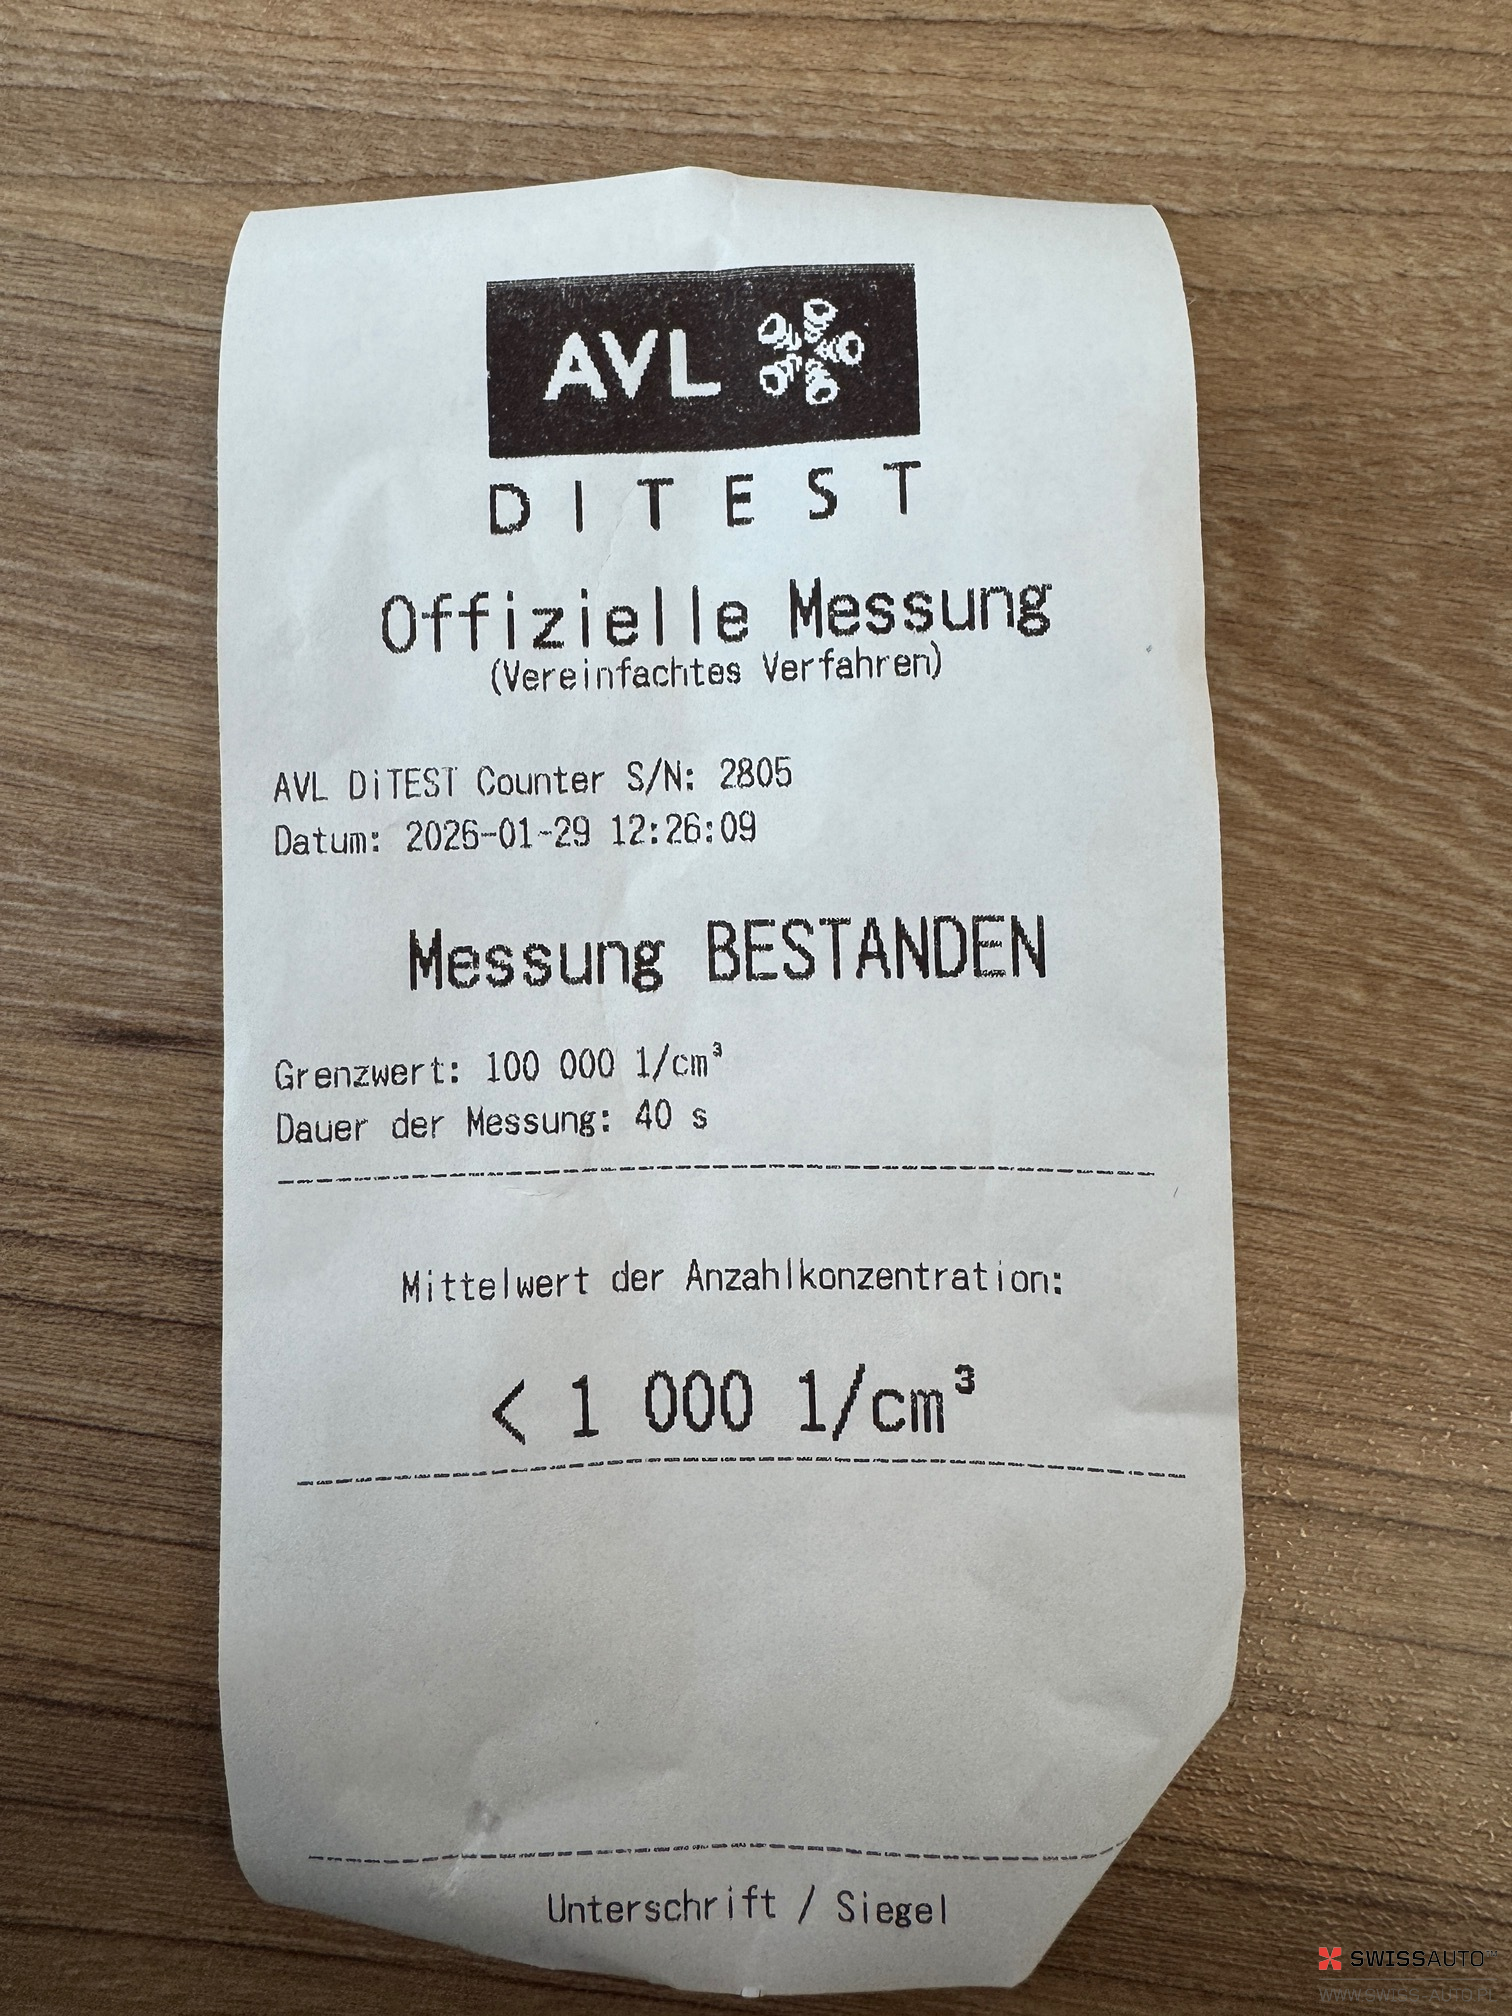 AVL
DITEST
Offizielle Messung
(Vereinfachtes Verfahren)
AVL DiTEST Counter S/N: 2805
Datum: 2026-01-29 12:26:09
Messung BESTANDEN
Grenzwert: 100 000 1/cm³
Dauer der Messung: 40 s
Mittelwert der Anzahlkonzentration:
< 1 000 1/cm³
Unterschrift / Siegel
SWISSAUTO